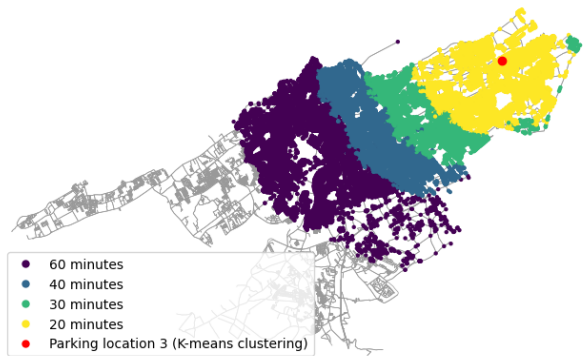 60 minutes
40 minutes
30 minutes
20 minutes
Parking location 3 (K-means clustering)